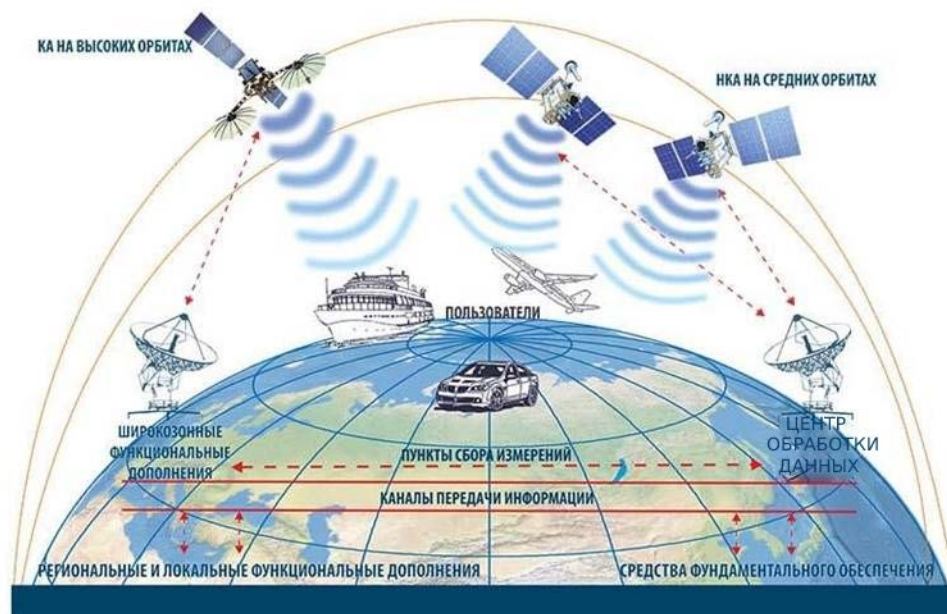 КА НА ВЫСОКИХ ОРБИТАХ
НКА НА СРЕДНИХ ОРБИТАХ
ПОЛЬЗОВАТЕЛИ
ШИРОКОЗОННЫЕ
ФУНКЦИОНАЛЬНЫЕ
ДОПОЛНЕНИЯ
ЦЕНТР
ОБРАБОТКИ
ДАННЫХ
ПУНКТЫ СБОРА ИЗМЕРЕНИЙ
КАНАЛЫ ПЕРЕДАЧИ ИНФОРМАЦИИ
РЕГИОНАЛЬНЫЕ И ЛОКАЛЬНЫЕ ФУНКЦИОНАЛЬНЫЕ ДОПОЛНЕНИЯ
СРЕДСТВА ФУНДАМЕНТАЛЬНОГО ОБЕСПЕЧЕНИЯ